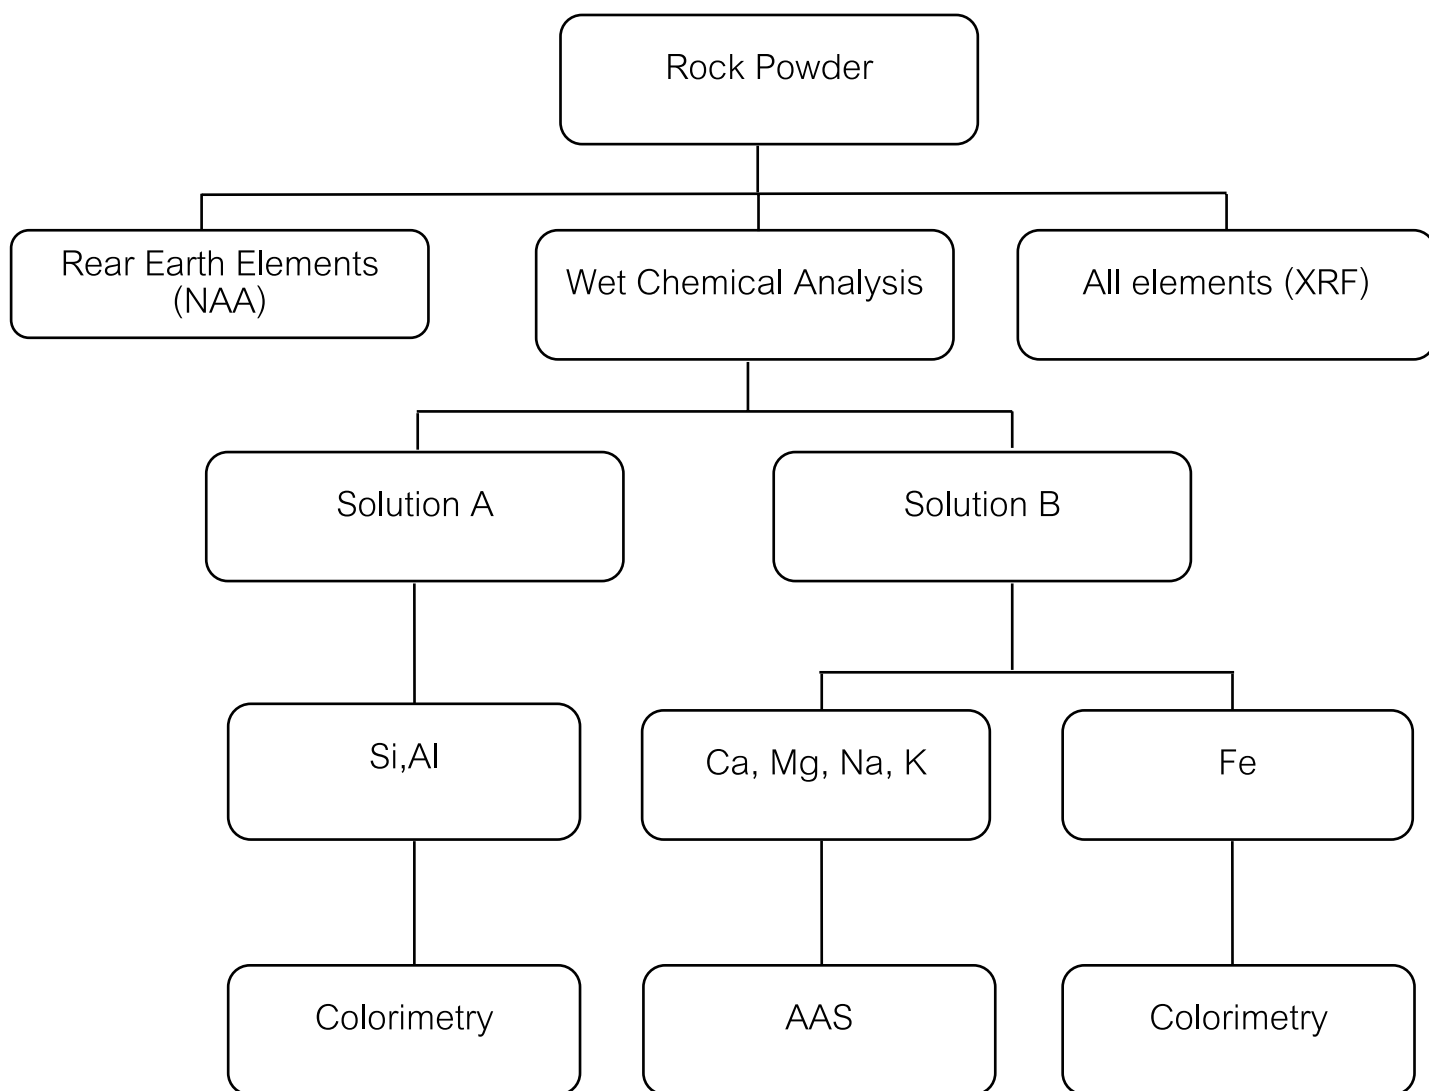 Rock Powder
Rear Earth Elements
(NAA)
Wet Chemical Analysis
All elements (XRF)
Solution A
Solution B
Si,Al
Ca, Mg, Na, K
Fe
Colorimetry
AAS
Colorimetry